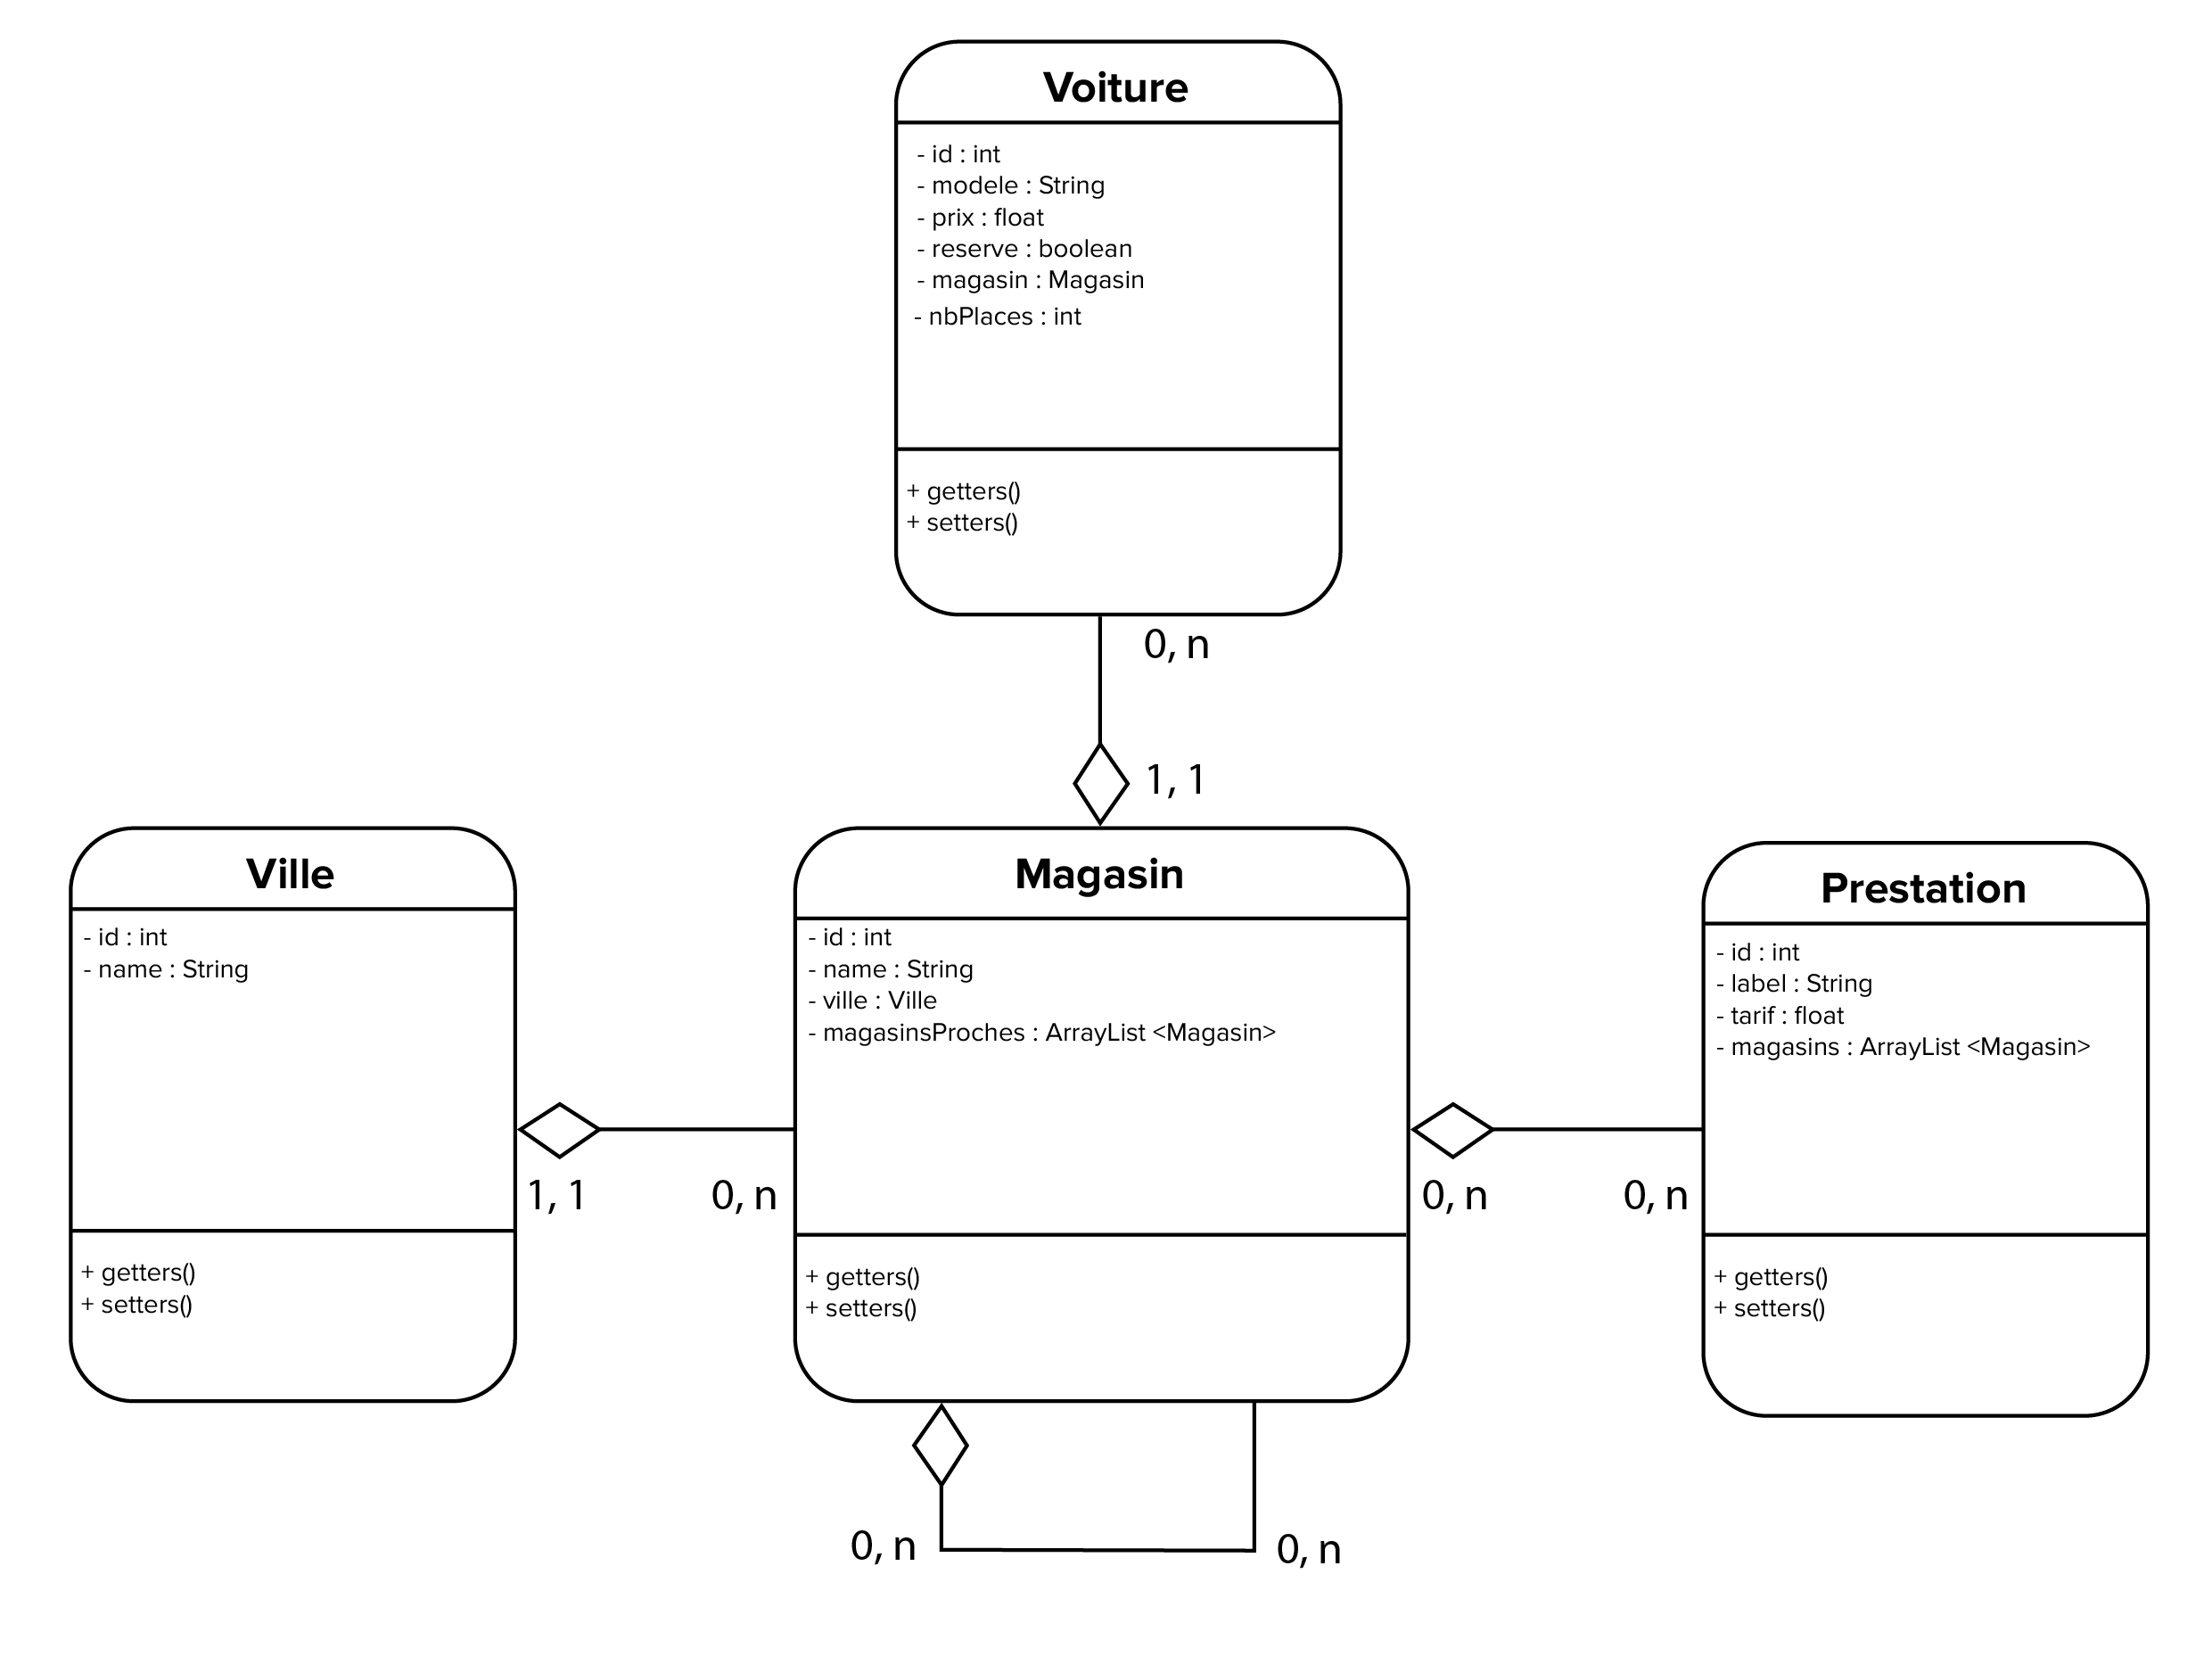 Voiture
- id : int
- modele : String
- prix : float
- reserve : boolean
- magasin : Magasin
- nbPlaces : int
+ getters()
+ setters()
0, n
1, 1
Ville
- id : int
- name : String
+ getters()
+ setters()
1, 1
0, n
Magasin
- id : int
- name : String
- ville : Ville
- magasinsProches : ArrayList <Magasin>
+ getters()
+ setters()
0, n
0, n
Prestation
- id : int
- label : String
- tarif : float
- magasins : ArrayList <Magasin>
+ getters()
+ setters()
0, n
0, n